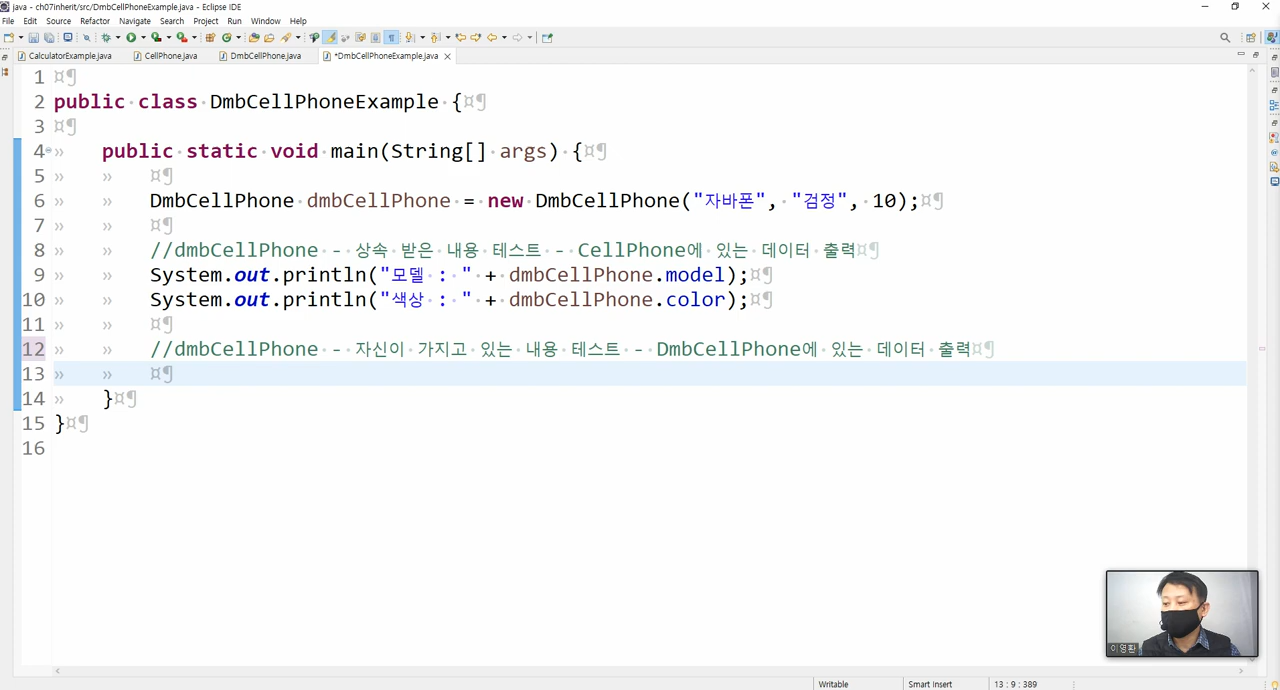 java - ch07inherit/src/DmbCellPhoneExample.java - Eclipse IDE
File Edit Source Refactor Navigate Search Project Run Window Help
CalculatorExample.java CellPhone.java DmbCellPhone.java *DmbCellPhoneExample.java
1
2 public class DmbCellPhoneExample {
3
4 public static void main(String[] args) {
5
6 DmbCellPhone dmbCellPhone = new DmbCellPhone("자바폰", "검정", 10);
7
8 //dmbCellPhone - 상속 받은 내용 테스트 - CellPhone에 있는 데이터 출력
9 System.out.println("모델 : " + dmbCellPhone.model);
10 System.out.println("색상 : " + dmbCellPhone.color);
11
12 //dmbCellPhone - 자신이 가지고 있는 내용 테스트 - DmbCellPhone에 있는 데이터 출력
13
14 }
15 }
16
이영환
Writable Smart Insert 13 : 9 : 389